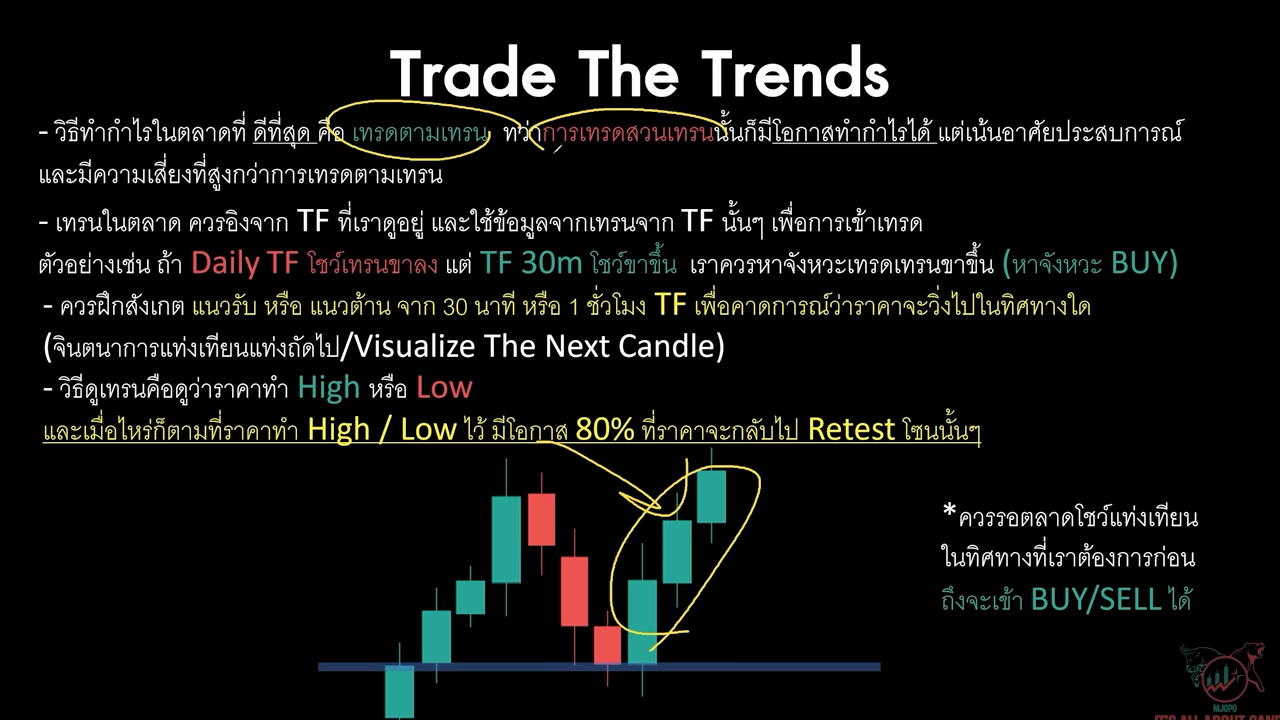 Trade The Trends
- วิธีทำกำไรในตลาดที่ ดีที่สุด คือ เทรดตามเทรน ทว่าการเทรดสวนเทรนนั้นก็มีโอกาสทำกำไรได้ แต่เน้นอาศัยประสบการณ์
และมีความเสี่ยงที่สูงกว่าการเทรดตามเทรน
- เทรนในตลาด ควรอิงจาก TF ที่เราดูอยู่ และใช้ข้อมูลจากเทรนจาก TF นั้นๆ เพื่อการเข้าเทรด
ตัวอย่างเช่น ถ้า Daily TF โชว์เทรนขาลง แต่ TF 30m โชว์ขาขึ้น เราควรหาจังหวะเทรดเทรนขาขึ้น (หาจังหวะ BUY)
- ควรฝึกสังเกต แนวรับ หรือ แนวต้าน จาก 30 นาที หรือ 1 ชั่วโมง TF เพื่อคาดการณ์ว่าราคาจะวิ่งไปในทิศทางใด
(จินตนาการแท่งเทียนแท่งถัดไป/Visualize The Next Candle)
- วิธีดูเทรนคือดูว่าราคาทำ High หรือ Low
และเมื่อไหร่ก็ตามที่ราคาทำ High / Low ไว้ มีโอกาส 80% ที่ราคาจะกลับไป Retest โซนนั้นๆ
*ควรรอตลาดโชว์แท่งเทียน
ในทิศทางที่เราต้องการก่อน
ถึงจะเข้า BUY/SELL ได้
MJOPO